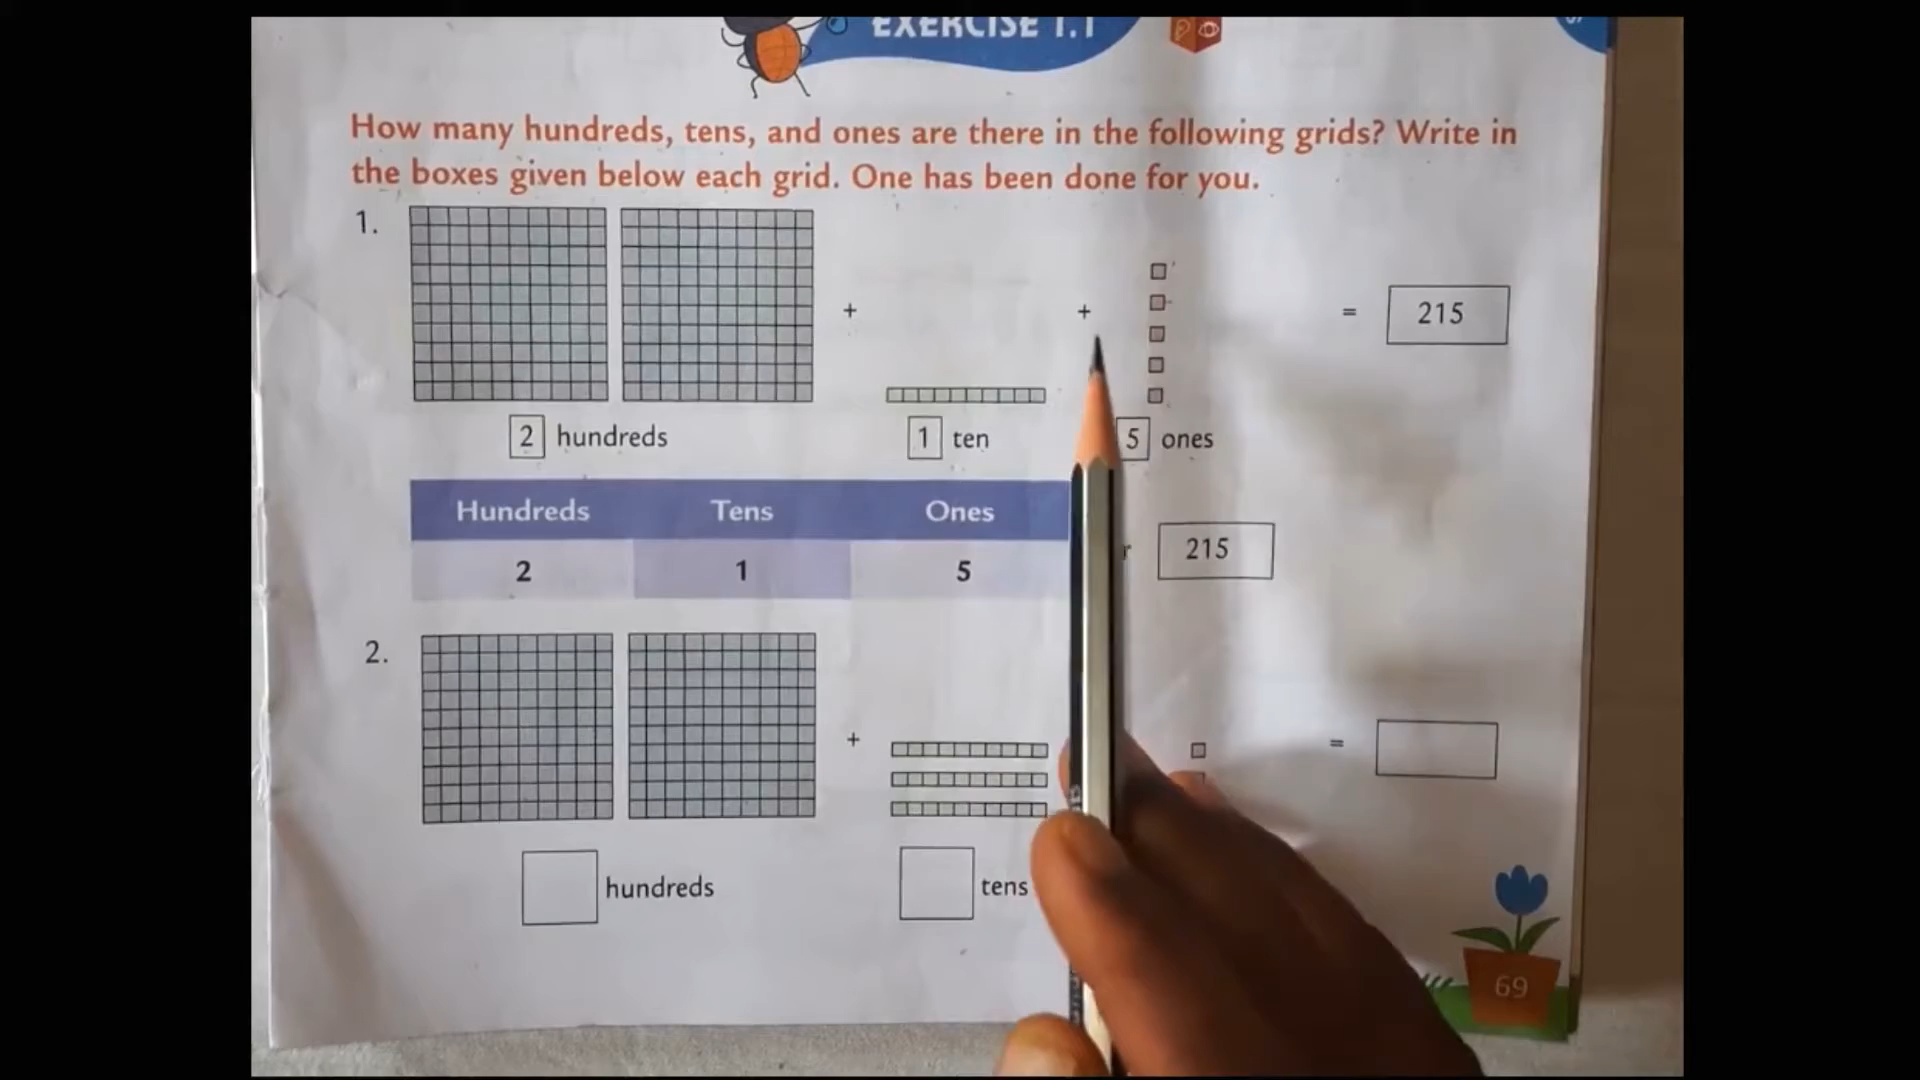 EXERCISE 1.1
How many hundreds, tens, and ones are there in the following grids? Write in
the boxes given below each grid. One has been done for you.
1.
+ + = 215
2 hundreds 1 ten 5 ones
Hundreds Tens Ones
2 1 5 215
2.
+ =
hundreds tens
69